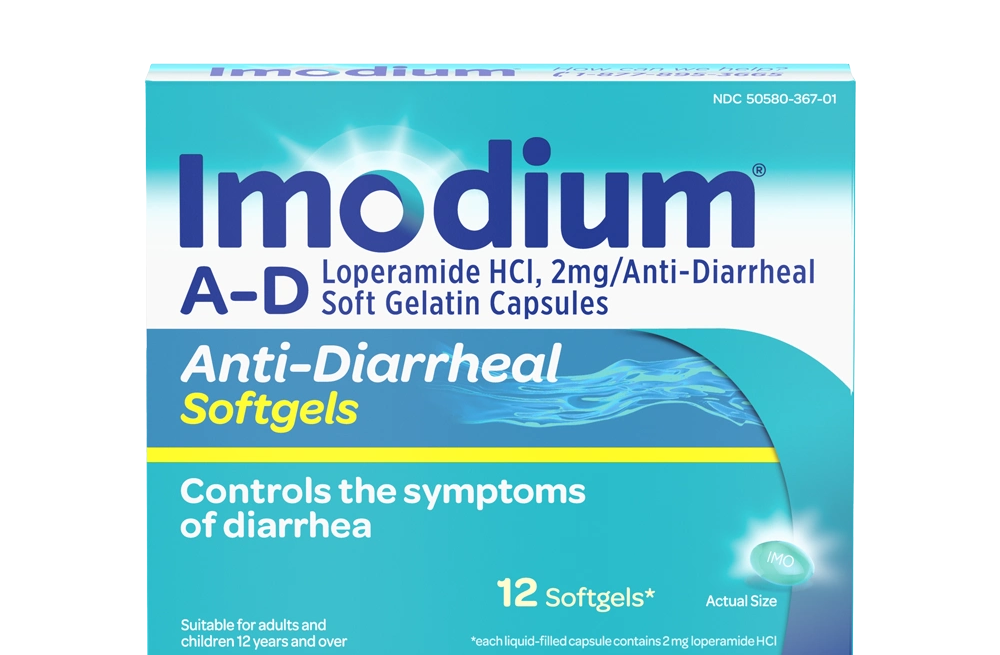 Imodium
How can we help?
1-877-895-3665
NDC 50580-367-01
Imodium®
A-D Loperamide HCl, 2mg/Anti-Diarrheal
Soft Gelatin Capsules
Anti-Diarrheal
Softgels
Controls the symptoms
of diarrhea
IMO
12 Softgels*
Actual Size
Suitable for adults and
children 12 years and over
*each liquid-filled capsule contains 2 mg loperamide HCl